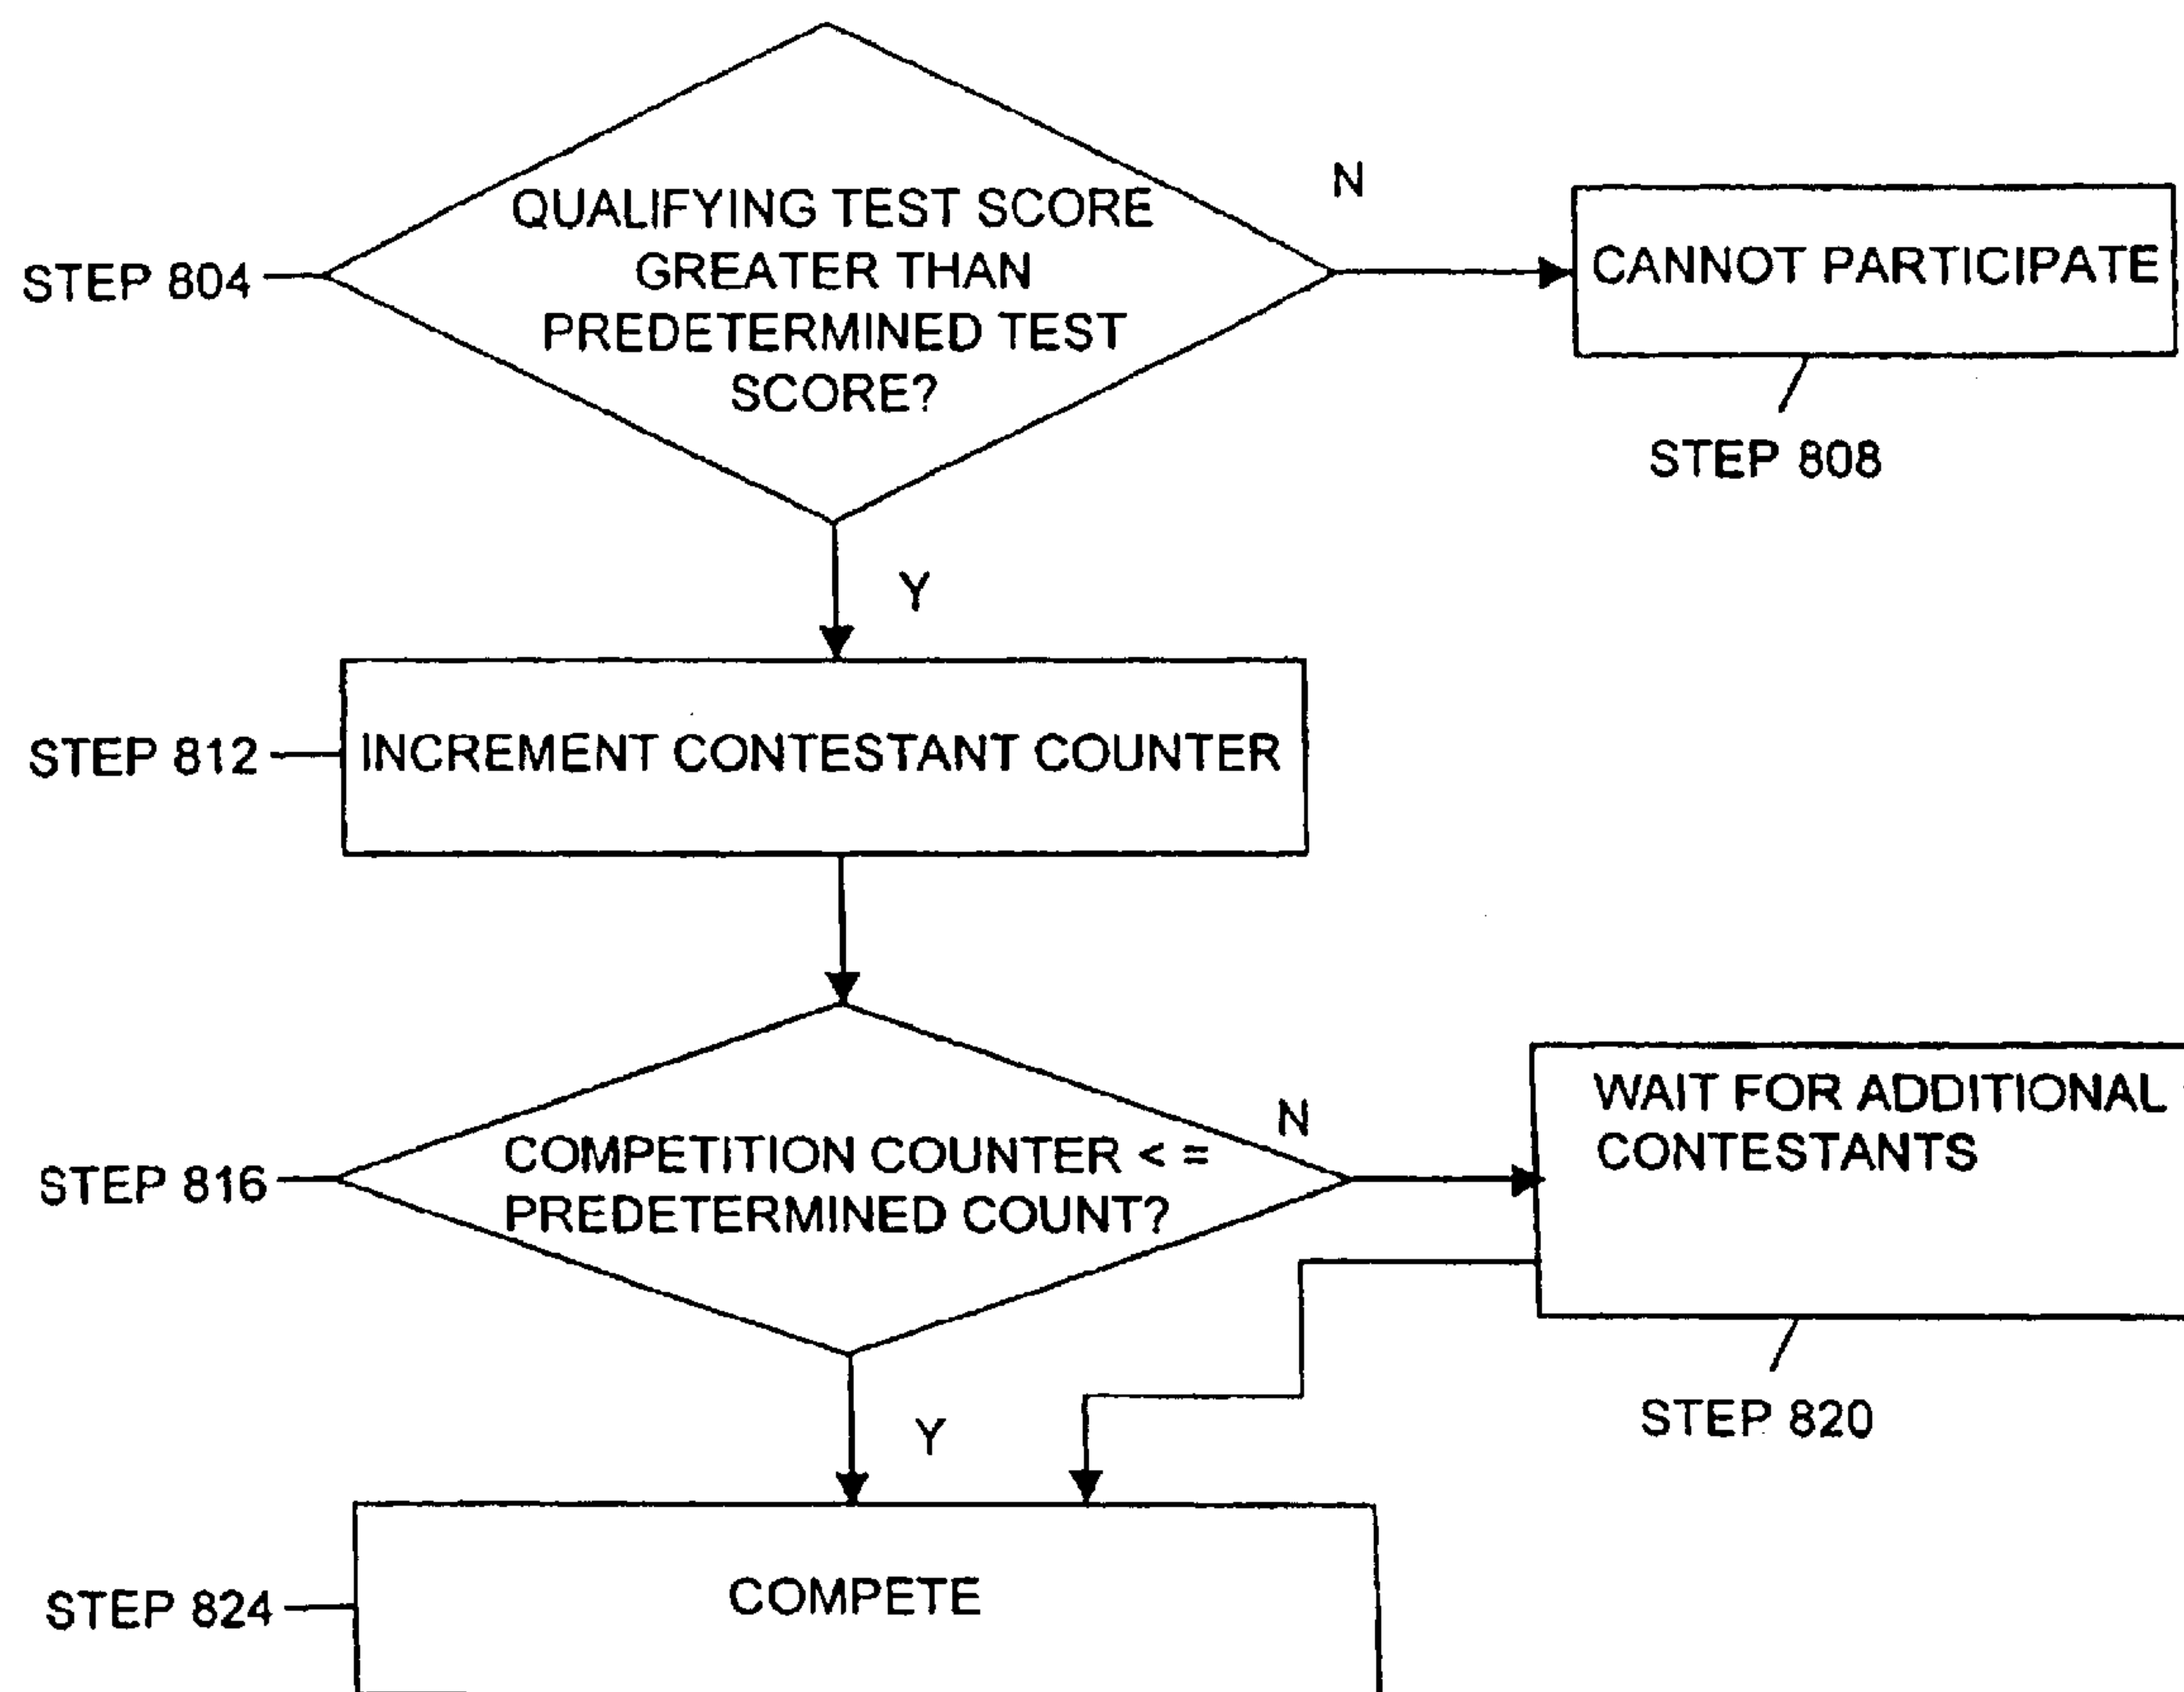 QUALIFYING TEST SCORE
GREATER THAN
PREDETERMINED TEST
SCORE?
STEP 804
N
CANNOT PARTICIPATE
STEP 808
Y
STEP 812
INCREMENT CONTESTANT COUNTER
STEP 816
COMPETITION COUNTER < =
PREDETERMINED COUNT?
N
WAIT FOR ADDITIONAL
CONTESTANTS
STEP 820
Y
STEP 824
COMPETE